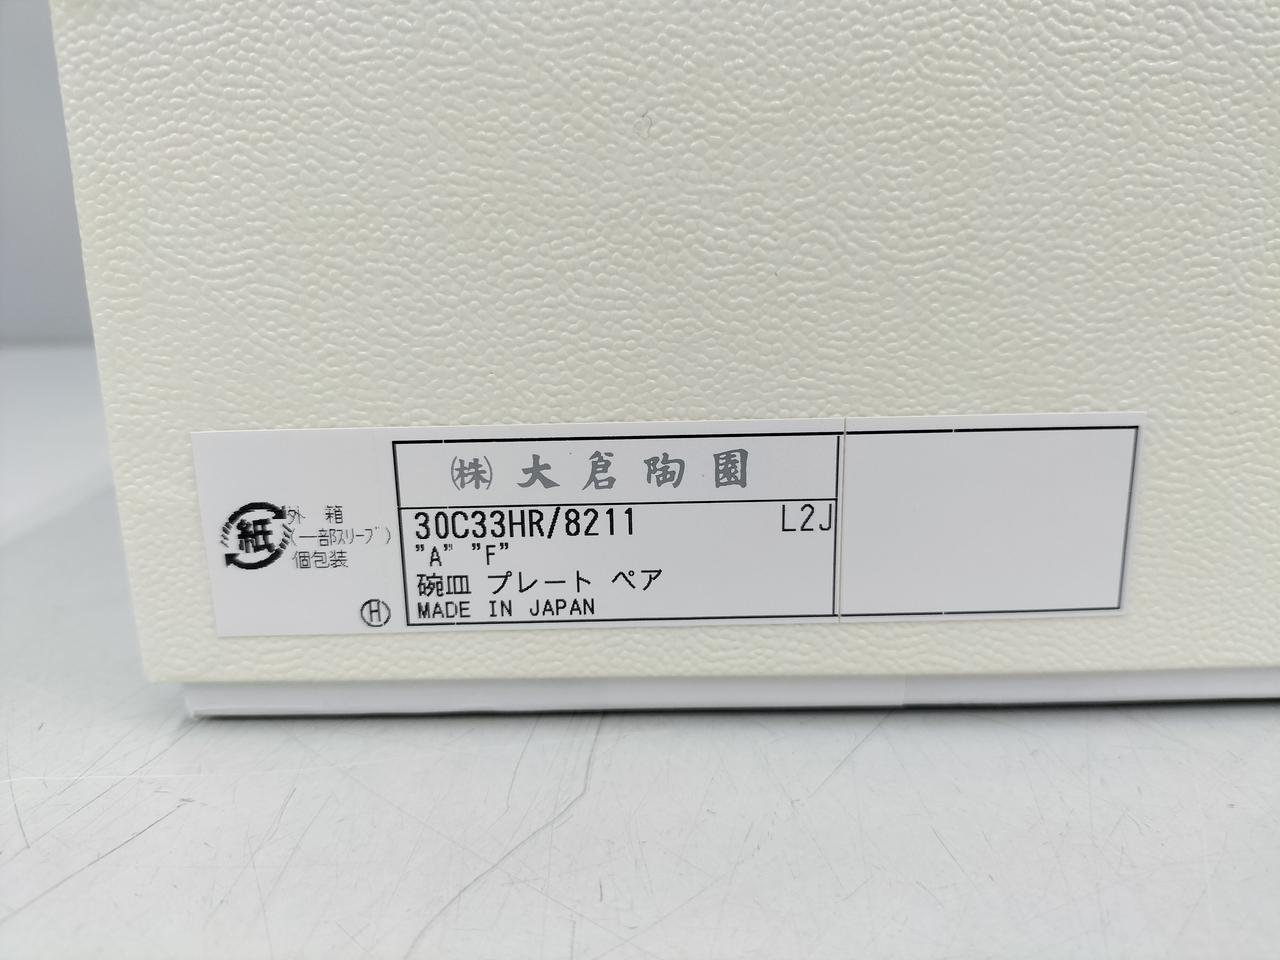 紙
外箱
(一部ｽﾘｰﾌﾞ)
個包装
Ⓗ
㈱大倉陶園
30C33HR/8211 L2J
"A" "F"
碗皿 プレート ペア
MADE IN JAPAN